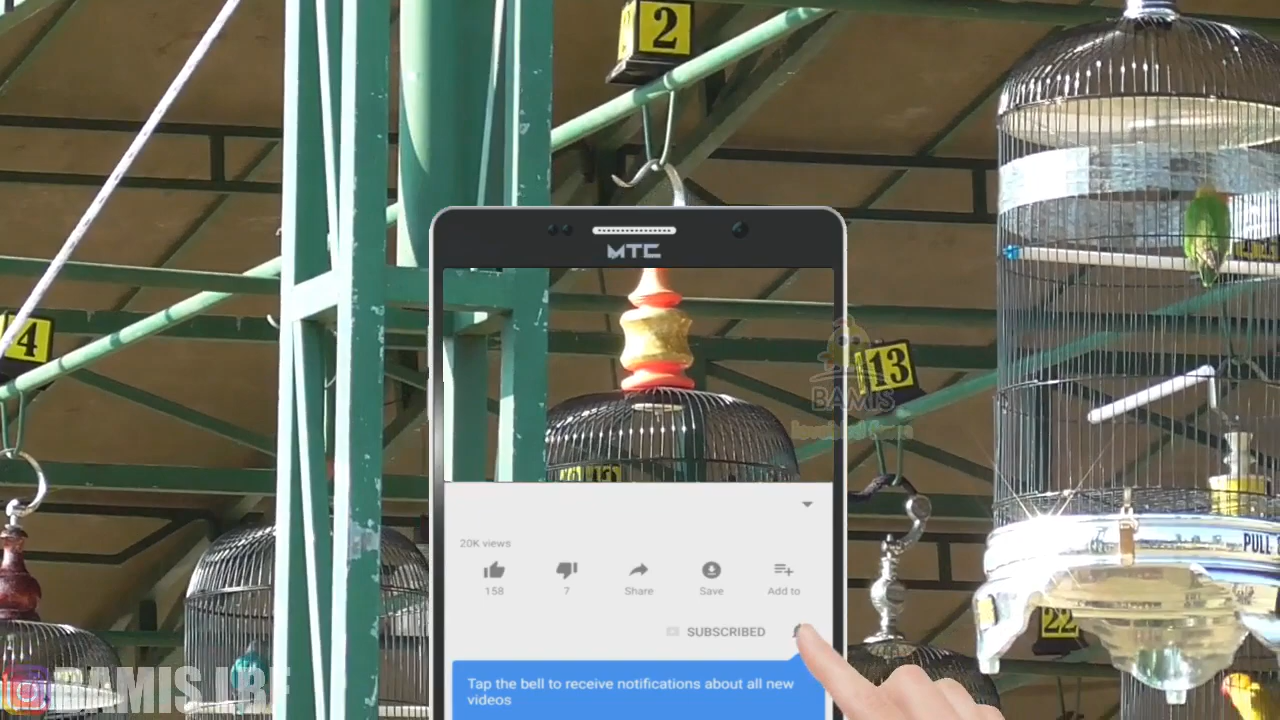 2
MTC
4
13
BAMIS
20K views
158
7
Share
Save
Add to
SUBSCRIBED
PULL
22
Tap the bell to receive notifications about all new
videos